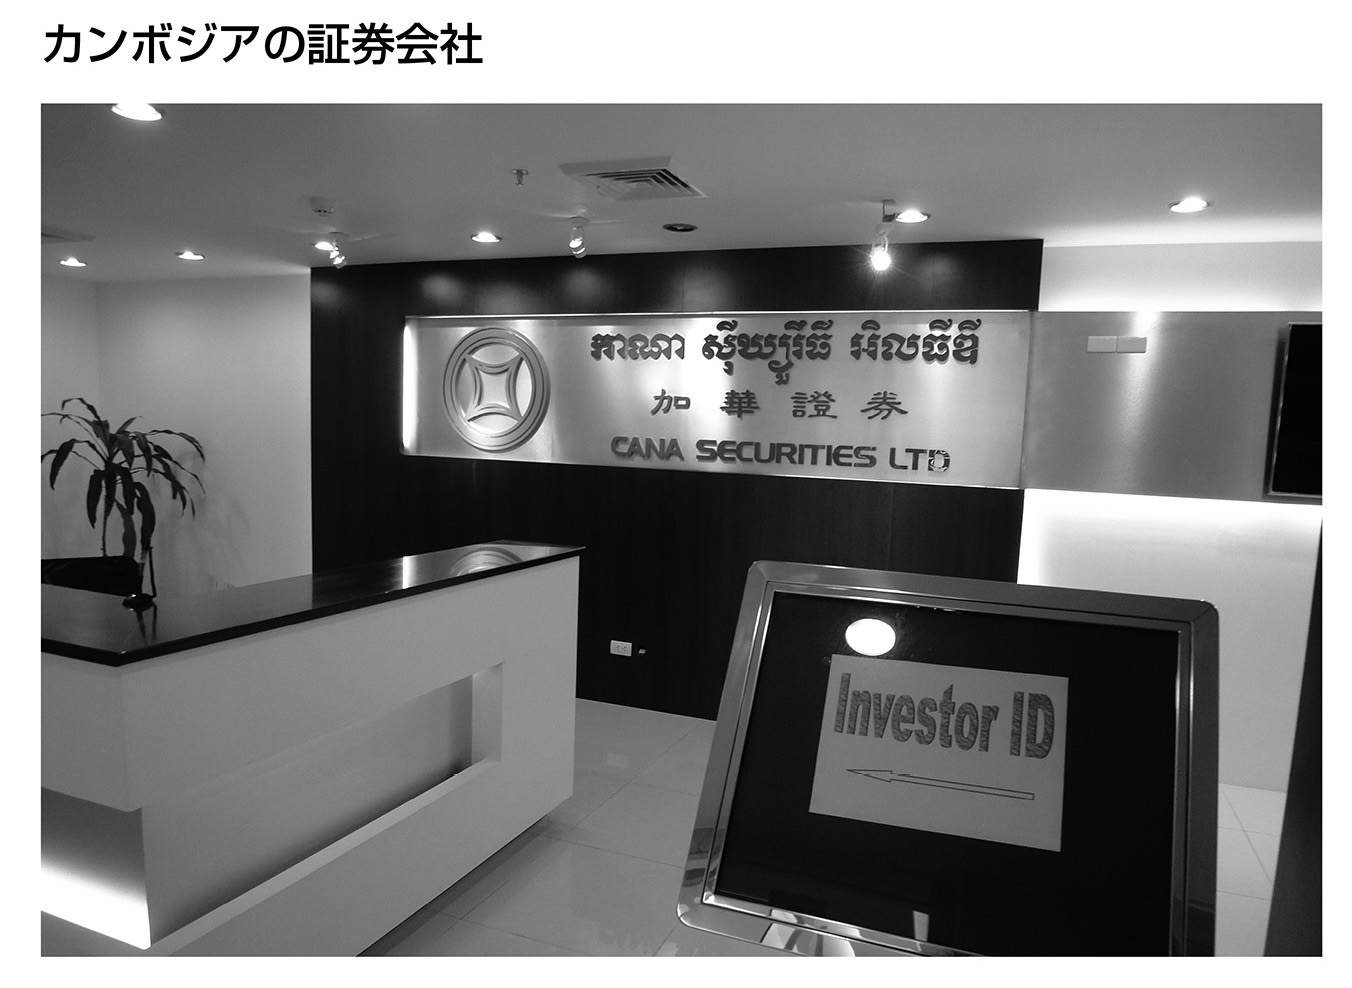 カンボジアの証券会社
កាណា ស៊ីឃ្យួរឹធី អិលធីឌី
加華證券
CANA SECURITIES LTD
Investor ID